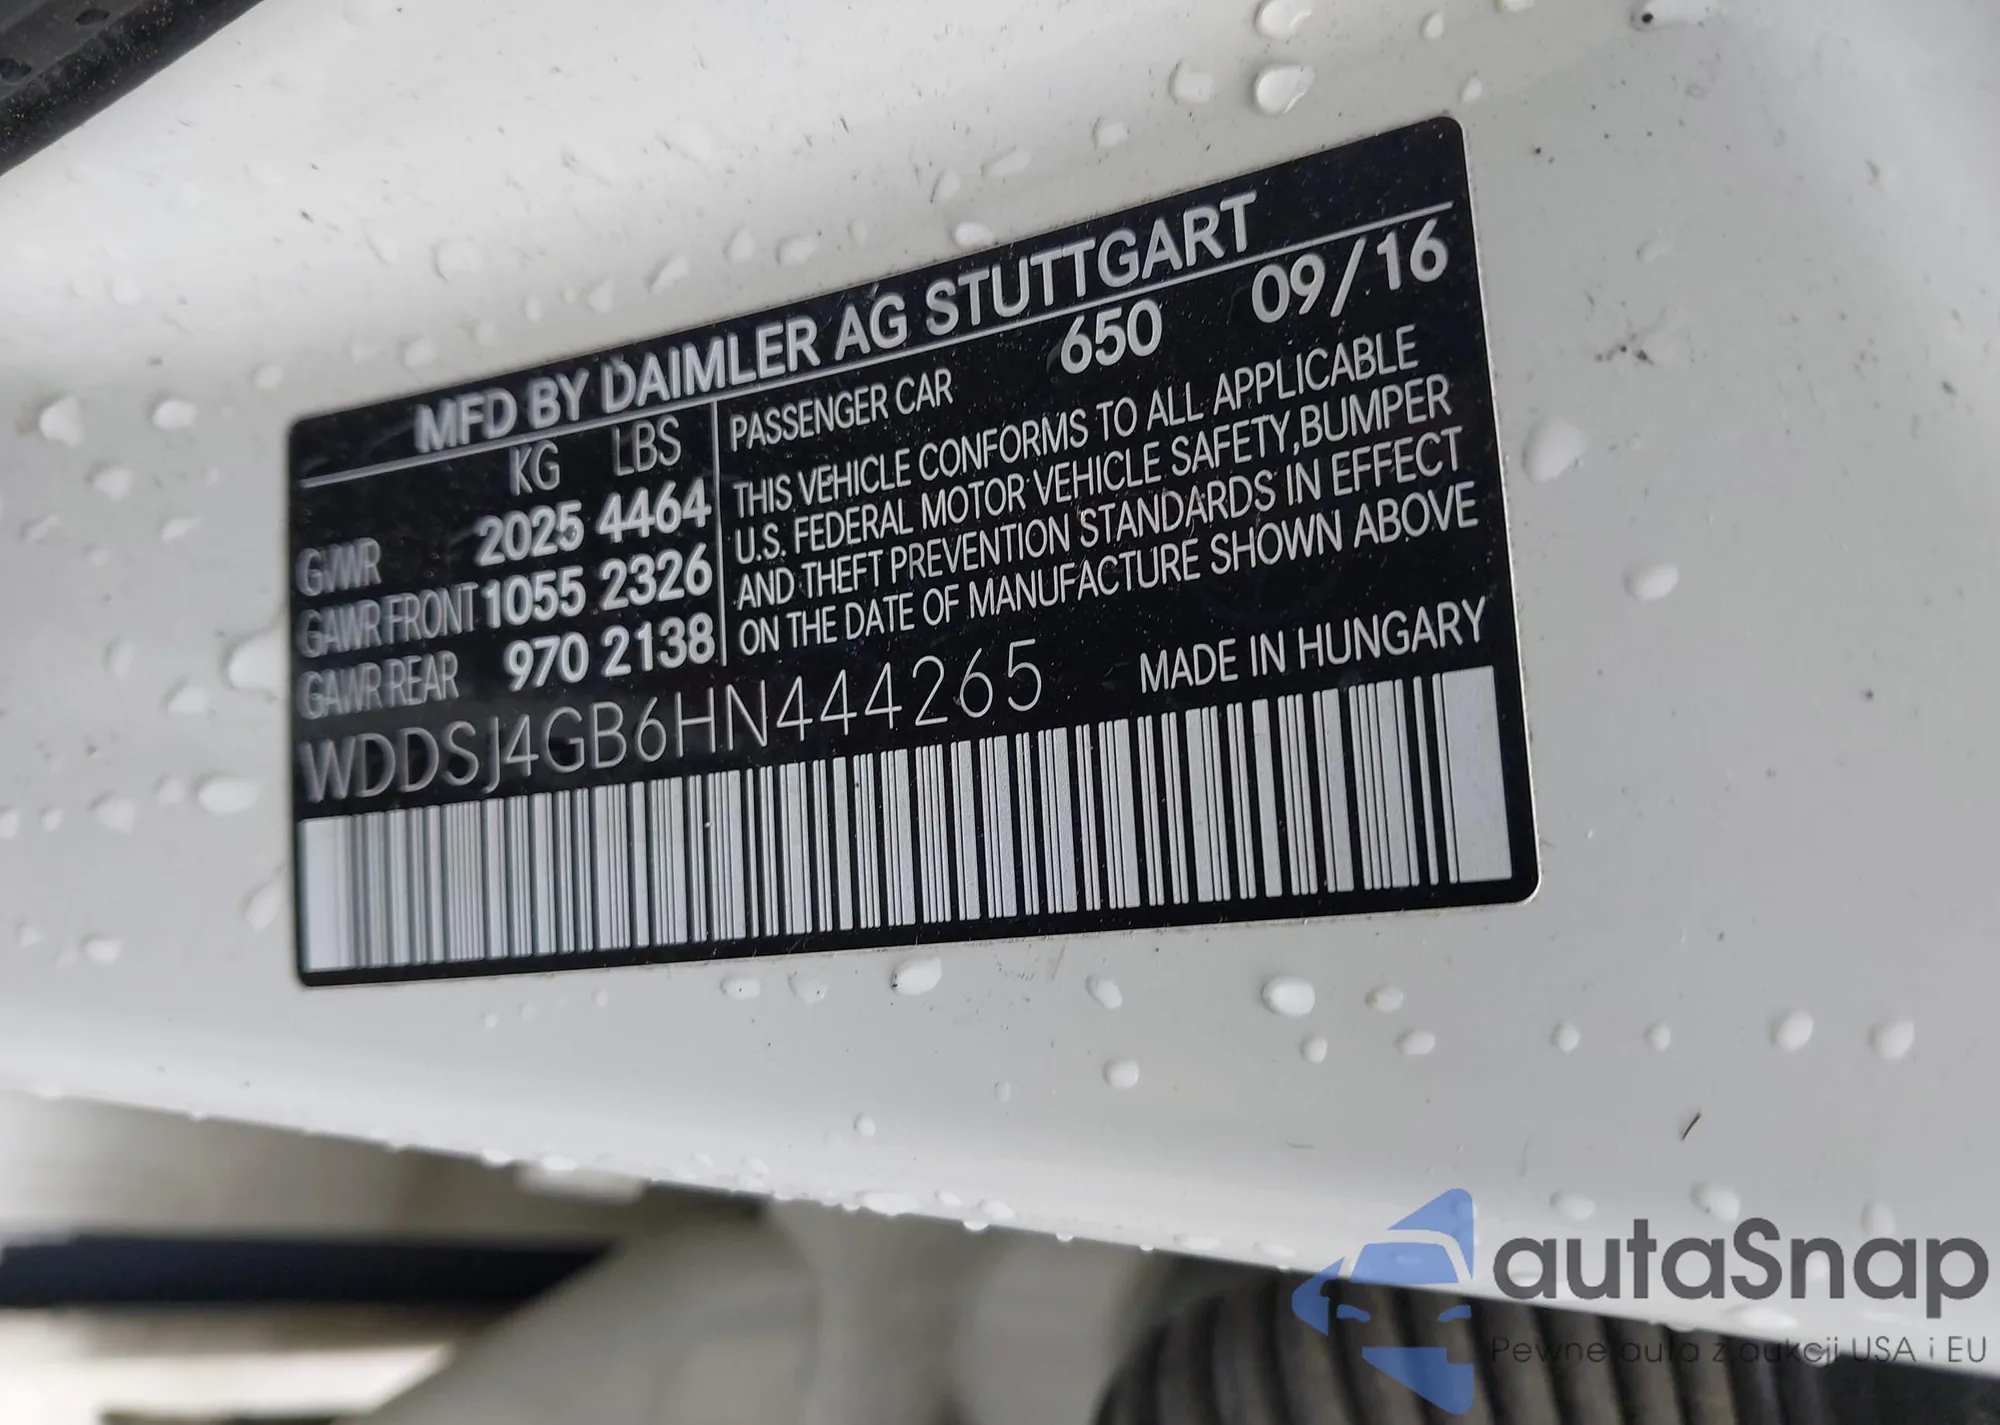 MFD BY DAIMLER AG STUTTGART
KG LBS
GVWR 2025 4464
GAWR FRONT 1055 2326
GAWR REAR 970 2138
PASSENGER CAR 650 09/16
THIS VEHICLE CONFORMS TO ALL APPLICABLE
U.S. FEDERAL MOTOR VEHICLE SAFETY, BUMPER
AND THEFT PREVENTION STANDARDS IN EFFECT
ON THE DATE OF MANUFACTURE SHOWN ABOVE
WDDSJ4GB6HN444265 MADE IN HUNGARY
autaSnap
Pewne auta z aukcji USA i EU